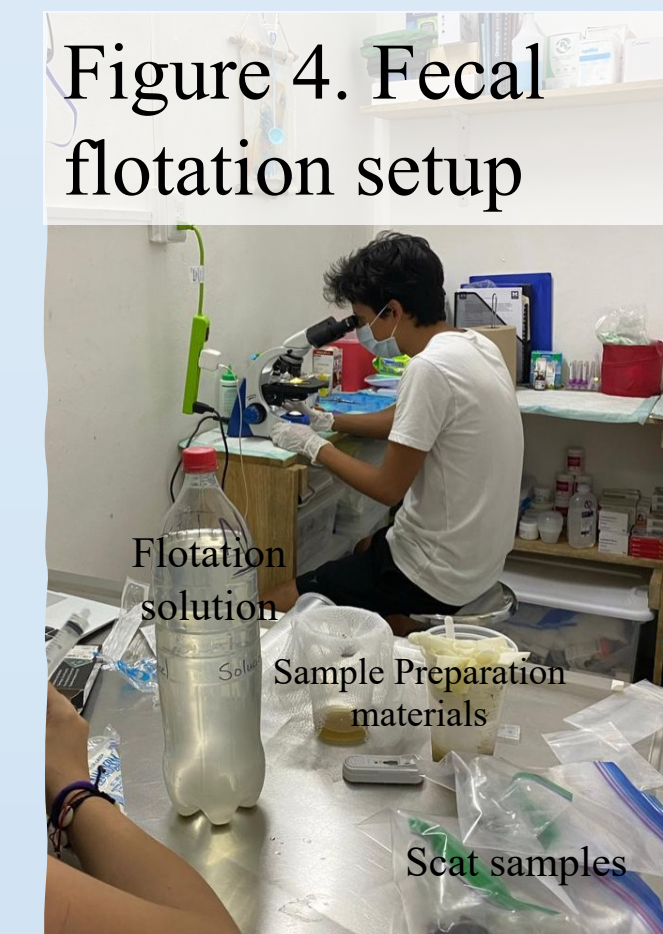 Figure 4. Fecal
flotation setup
Flotation
solution
Sample Preparation
materials
Scat samples